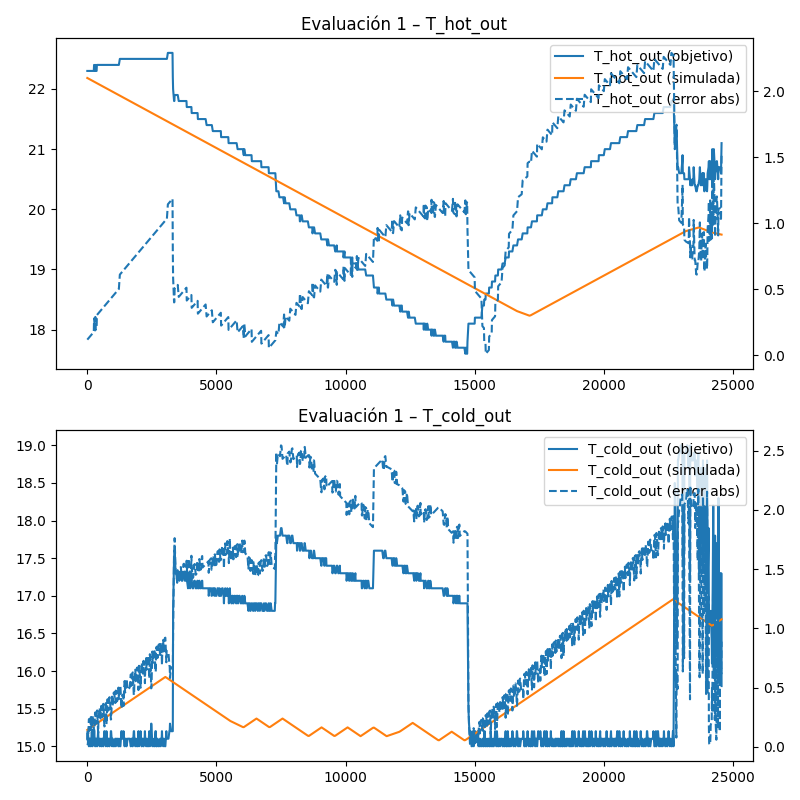 Evaluación 1 – T_hot_out
T_hot_out (objetivo)
T_hot_out (simulada)
T_hot_out (error abs)
22
21
20
19
18
2.0
1.5
1.0
0.5
0.0
0 5000 10000 15000 20000 25000
Evaluación 1 – T_cold_out
T_cold_out (objetivo)
T_cold_out (simulada)
T_cold_out (error abs)
19.0
18.5
18.0
17.5
17.0
16.5
16.0
15.5
15.0
2.5
2.0
1.5
1.0
0.5
0.0
0 5000 10000 15000 20000 25000